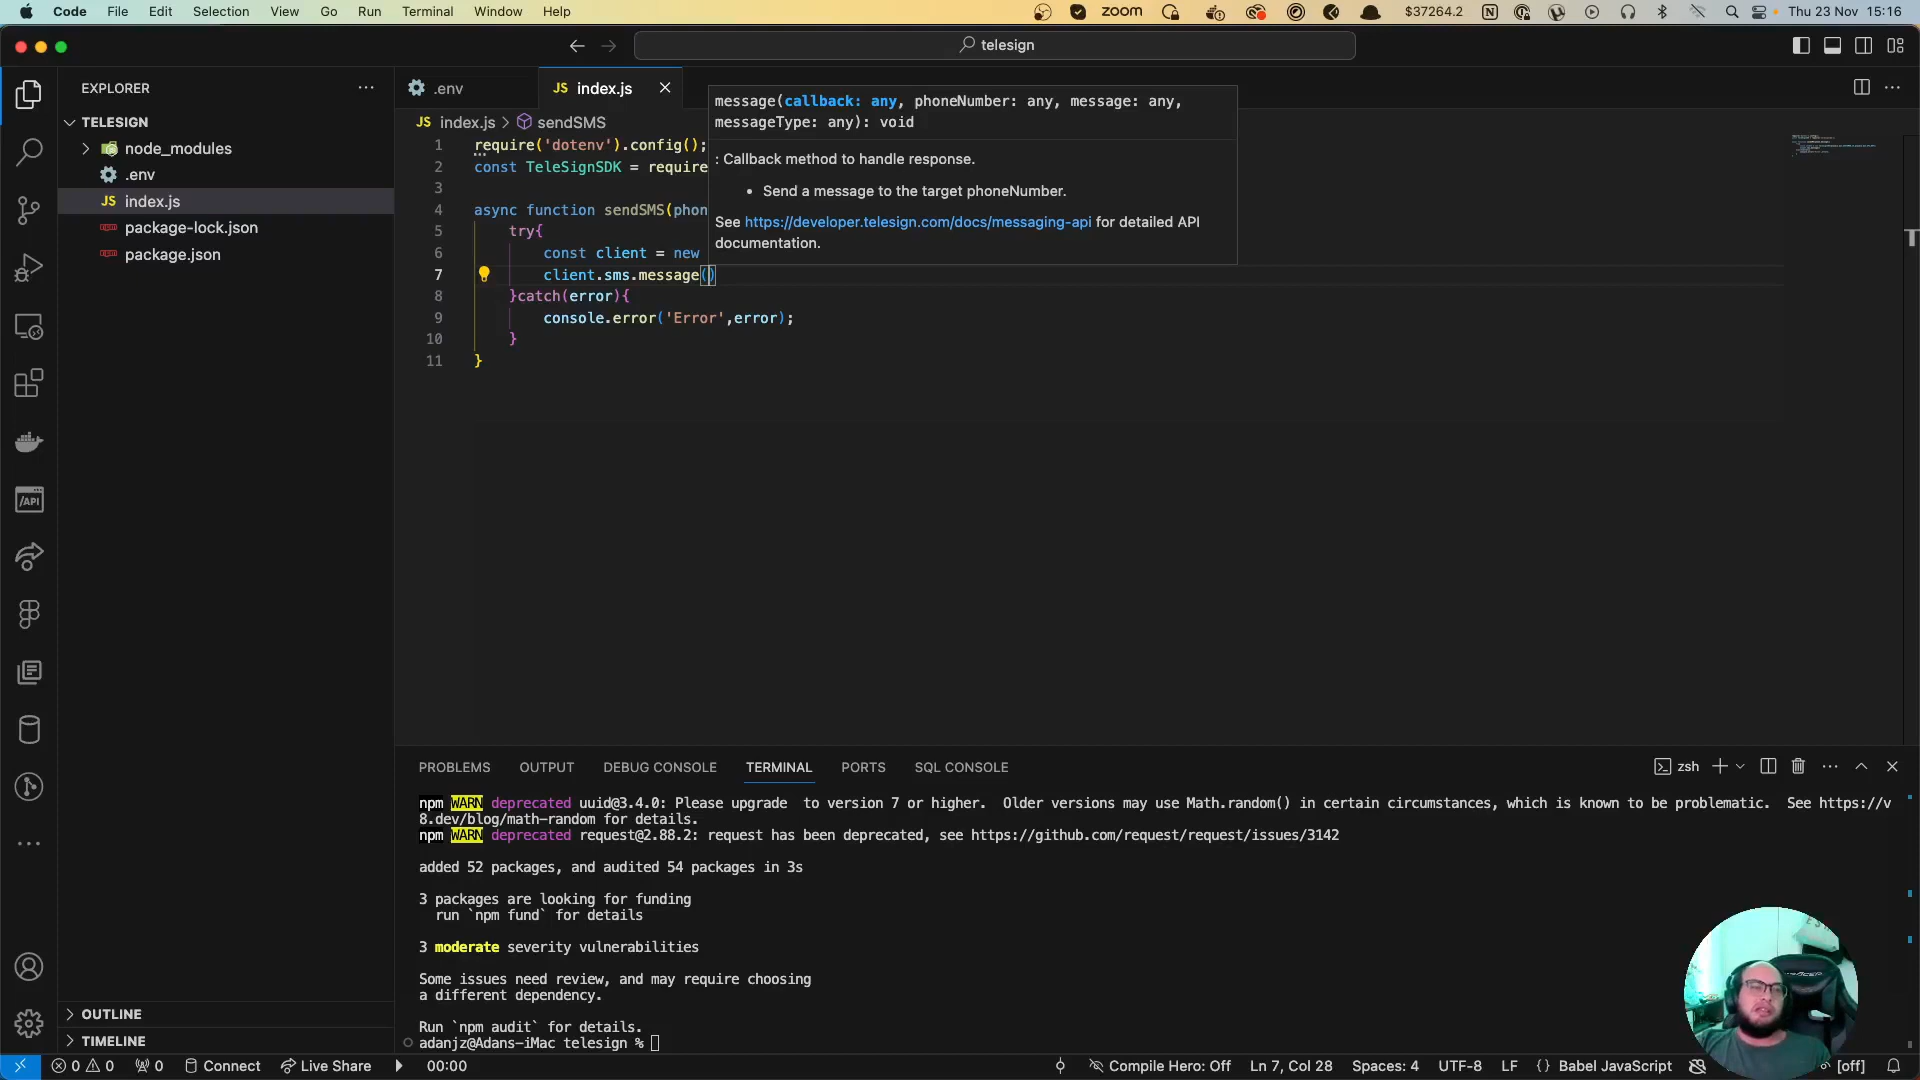 Code File Edit Selection View Go Run Terminal Window Help zoom $37264.2 Thu 23 Nov 15:16
telesign
EXPLORER
TELESIGN
node_modules
.env
JS index.js
package-lock.json
package.json
OUTLINE
TIMELINE
.env JS index.js
JS index.js > sendSMS
message(callback: any, phoneNumber: any, message: any,
messageType: any): void
: Callback method to handle response.
• Send a message to the target phoneNumber.
See https://developer.telesign.com/docs/messaging-api for detailed API
documentation.
1 require('dotenv').config();
2 const TeleSignSDK = require
3
4 async function sendSMS(phon
5 try{
6 const client = new
7 client.sms.message()
8 }catch(error){
9 console.error('Error',error);
10 }
11 }
/API
PROBLEMS OUTPUT DEBUG CONSOLE TERMINAL PORTS SQL CONSOLE zsh
npm WARN deprecated uuid@3.4.0: Please upgrade  to version 7 or higher.  Older versions may use Math.random() in certain circumstances, which is known to be problematic.  See https://v
8.dev/blog/math-random for details.
npm WARN deprecated request@2.88.2: request has been deprecated, see https://github.com/request/request/issues/3142
added 52 packages, and audited 54 packages in 3s
3 packages are looking for funding
run `npm fund` for details
3 moderate severity vulnerabilities
Some issues need review, and may require choosing
a different dependency.
Run `npm audit` for details.
adanjz@Adans-iMac telesign %
0 0 0 Connect Live Share 00:00 Compile Hero: Off Ln 7, Col 28 Spaces: 4 UTF-8 LF {} Babel JavaScript [off]